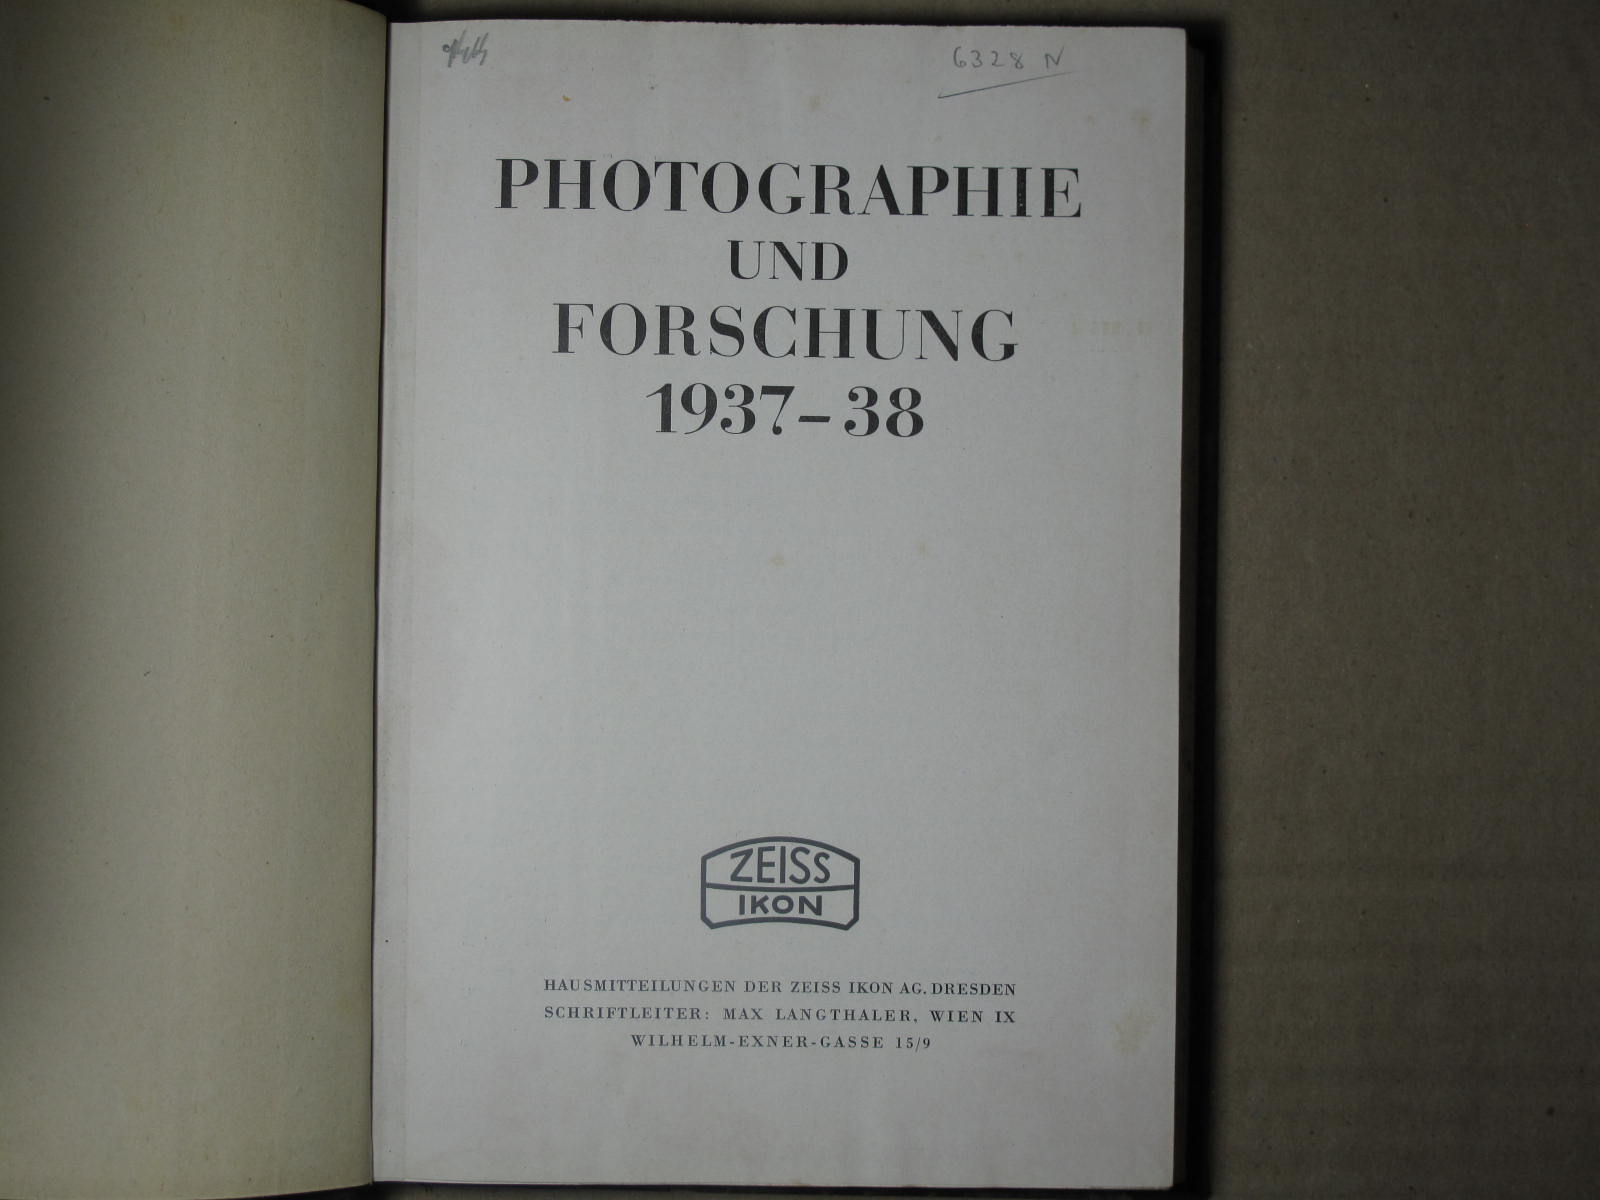 6328 N
PHOTOGRAPHIE
UND
FORSCHUNG
1937–38
ZEISS
IKON
HAUSMITTEILUNGEN DER ZEISS IKON AG. DRESDEN
SCHRIFTLEITER: MAX LANGTHALER, WIEN IX
WILHELM-EXNER-GASSE 15/9